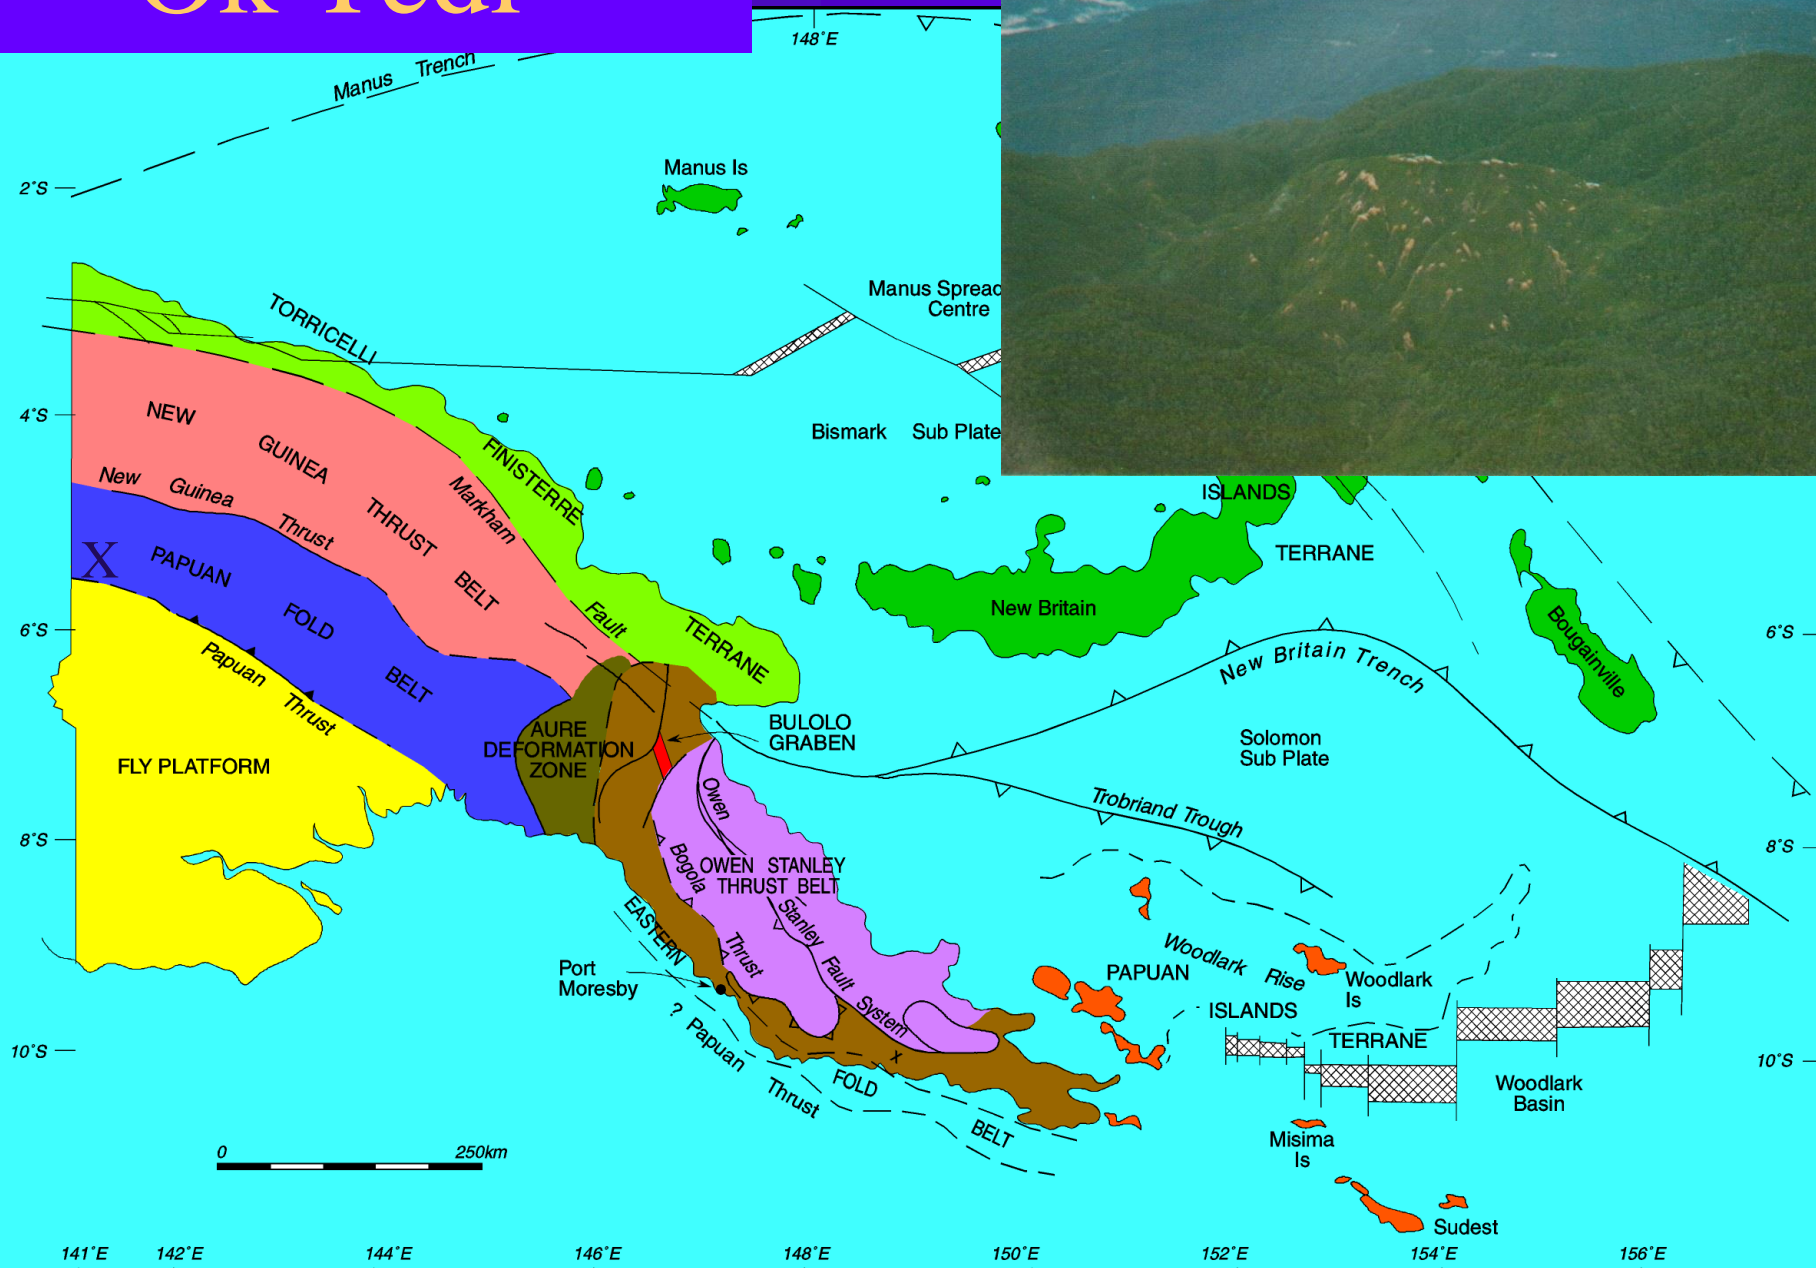 Manus Trench
148°E
Manus Is
2°S
Manus Spread
Centre
TORRICELLI
4°S
NEW GUINEA THRUST BELT
Bismark Sub Plate
FINISTERRE
Markham
Fault
TERRANE
New Guinea Thrust
ISLANDS
TERRANE
X
PAPUAN FOLD BELT
New Britain
Bougainville
6°S
6°S
Papuan Thrust
New Britain Trench
AURE
DEFORMATION
ZONE
BULOLO
GRABEN
Solomon
Sub Plate
FLY PLATFORM
Owen Stanley Fault System
Trobriand Trough
8°S
8°S
Bogola Thrust
OWEN STANLEY
THRUST BELT
EASTERN
Port
Moresby
PAPUAN
Woodlark Rise
Woodlark
Is
ISLANDS
TERRANE
? Papuan Thrust
x
10°S
10°S
FOLD BELT
Woodlark
Basin
Misima
Is
0 250km
Sudest
141°E 142°E 144°E 146°E 148°E 150°E 152°E 154°E 156°E